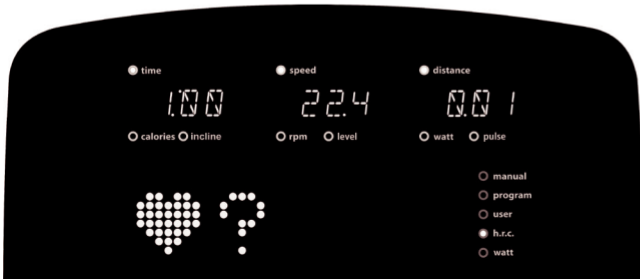 time speed distance
1:00 22.4 0.01
calories incline rpm level watt pulse
manual
program
user
h.r.c.
watt
?